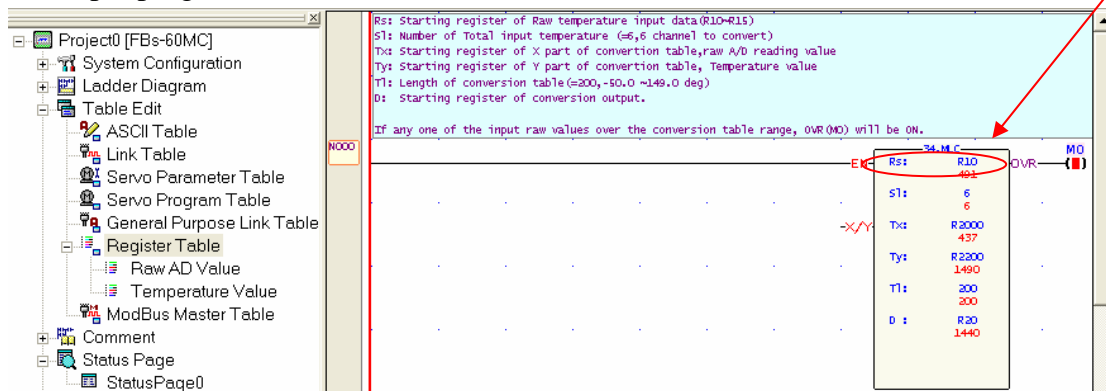 Project0 [FBs-60MC]
System Configuration
Ladder Diagram
Table Edit
ASCII Table
Link Table
Servo Parameter Table
Servo Program Table
General Purpose Link Table
Register Table
Raw AD Value
Temperature Value
ModBus Master Table
Comment
Status Page
StatusPage0
Rs: Starting register of Raw temperature input data(R10~R15)
Sl: Number of Total input temperature (=6,6 channel to convert)
Tx: Starting register of X part of convertion table,raw A/D reading value
Ty: Starting register of Y part of convertion table, Temperature value
Tl: Length of conversion table(=200,-50.0 ~149.0 deg)
D: Starting register of conversion output.
If any one of the input raw values over the conversion table range, OVR(M0) will be ON.
N000
34.MLC
M0
EN
Rs: R10
OVR
491
Sl: 6
6
X/Y
Tx: R2000
437
Ty: R2200
1490
Tl: 200
200
D : R20
1440